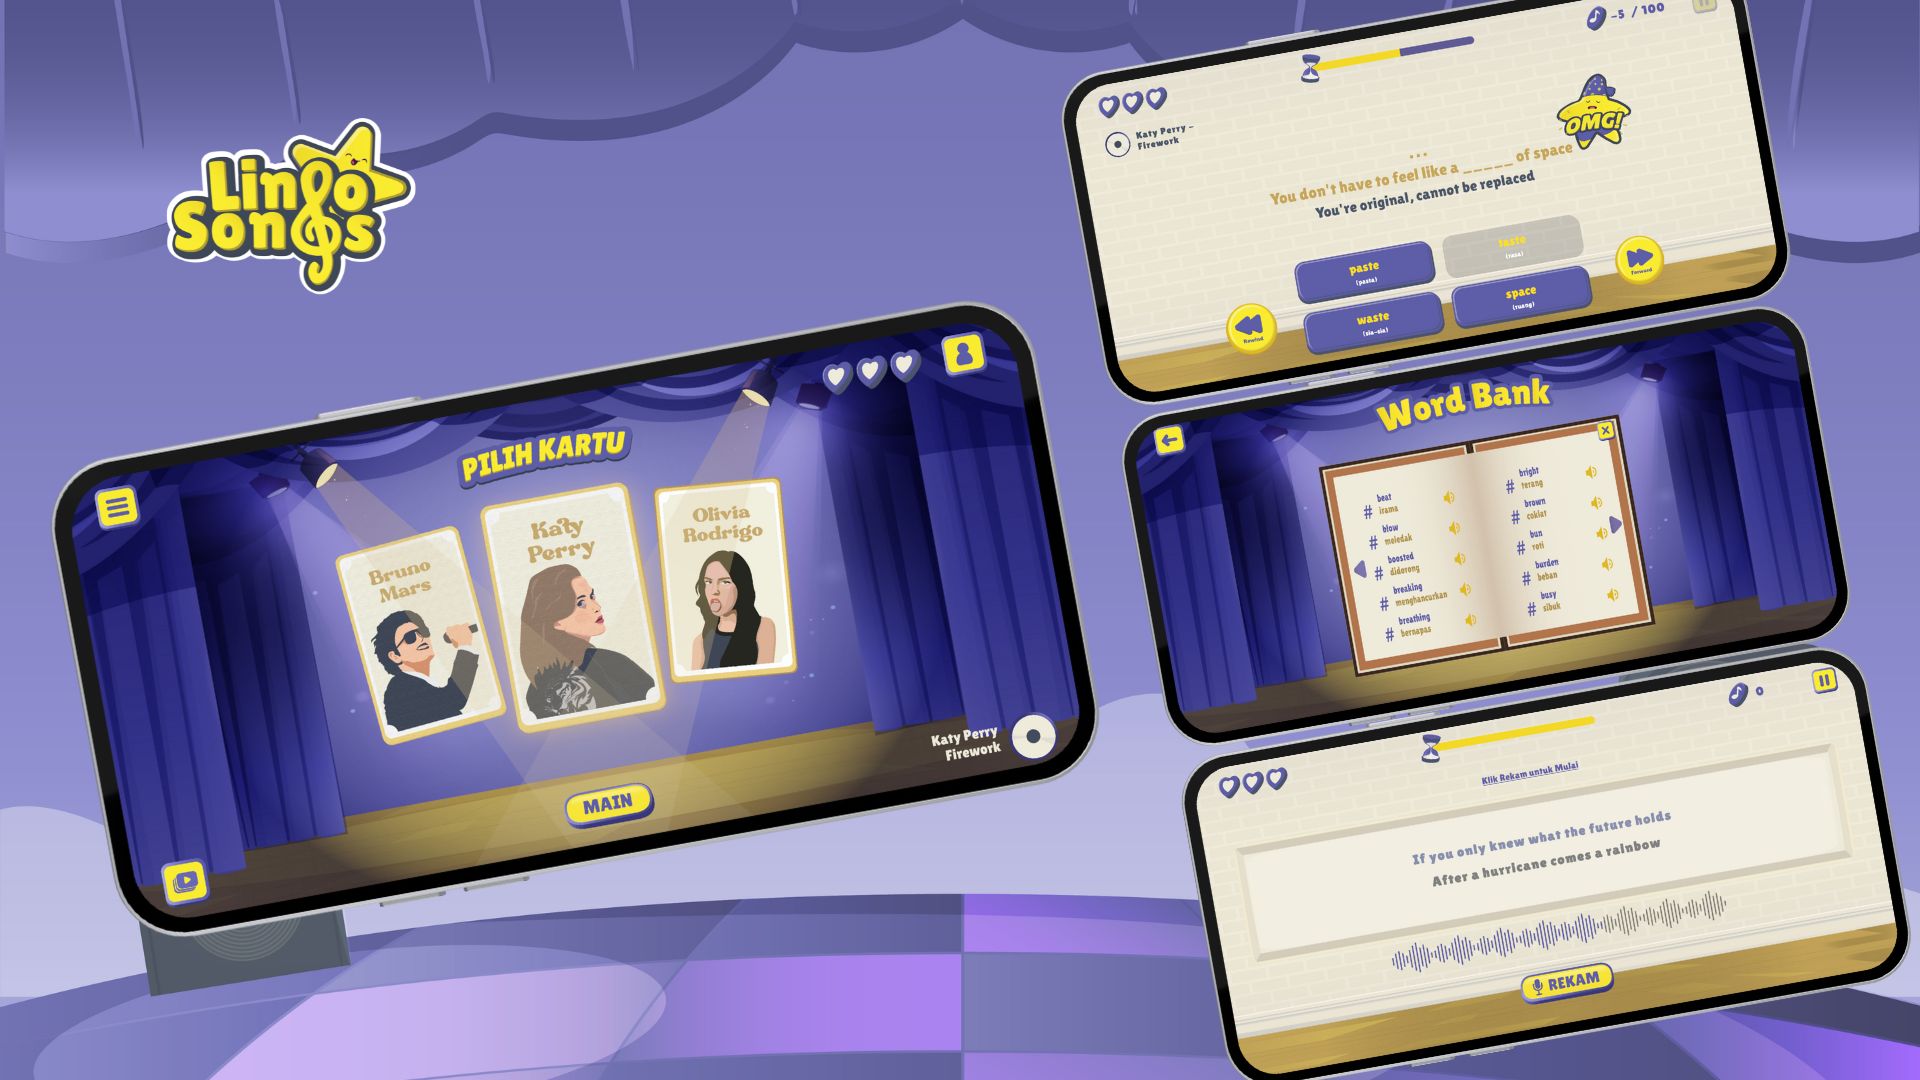 Lingo
Songs
PILIH KARTU
Bruno
Mars
Katy
Perry
Olivia
Rodrigo
Katy Perry
Firework
MAIN
-5 / 100
Katy Perry -
Firework
OMG!
...
You don't have to feel like a _____ of space
You're original, cannot be replaced
paste
(pasta)
taste
(rasa)
waste
(sia-sia)
space
(ruang)
Rewind
Forward
Word Bank
beat
# irama
blow
# meledak
boosted
# didorong
breaking
# menghancurkan
breathing
# bernapas
bright
# terang
brown
# coklat
bun
# roti
burden
# beban
busy
# sibuk
0
Klik Rekam untuk Mulai
If you only knew what the future holds
After a hurricane comes a rainbow
REKAM